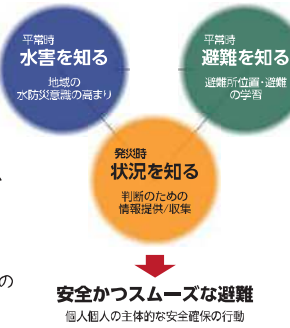 平常時
水害を知る
地域の
水防災意識の高まり
平常時
避難を知る
避難所位置・避難
の学習
発災時
状況を知る
判断のための
情報提供/収集
、
の
安全かつスムーズな避難
個人個人の主体的な安全確保の行動